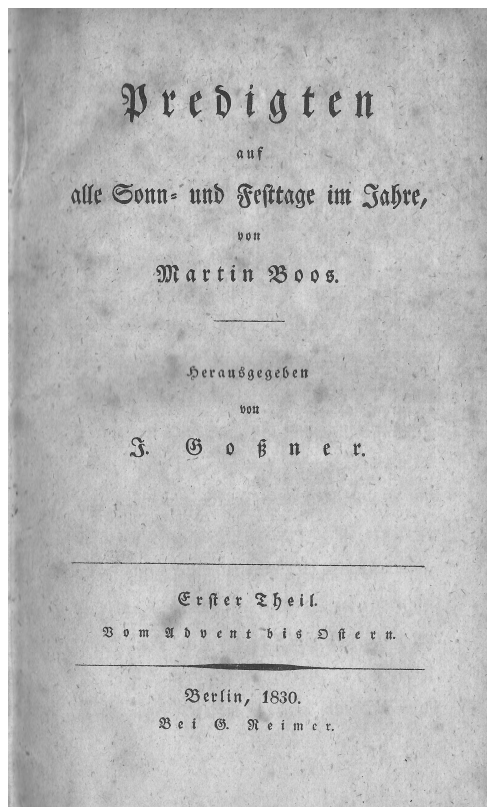 Predigten
auf
alle Sonn- und Festtage im Jahre,
von
Martin Boos.
Herausgegeben
von
J. Goßner.
Erster Theil.
Vom Advent bis Ostern.
Berlin, 1830.
Bei G. Reimer.